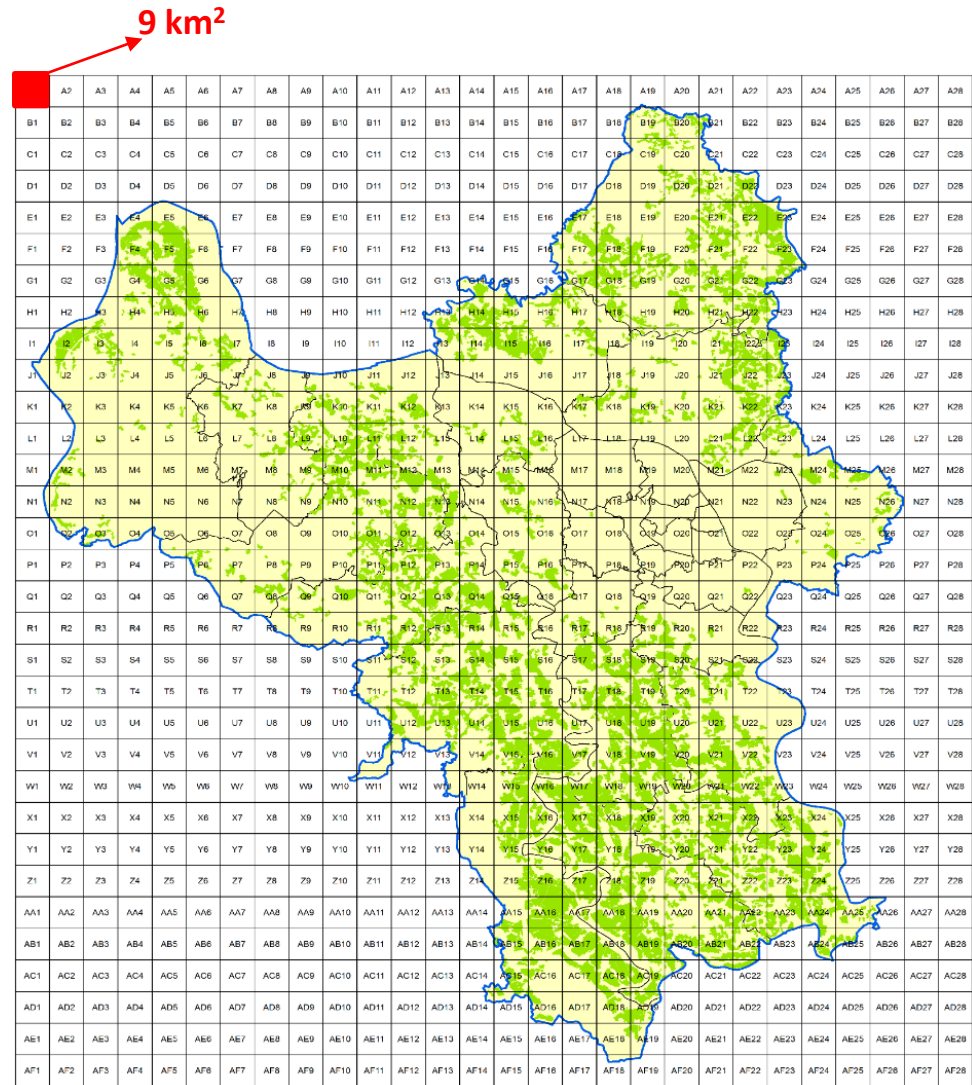 9 km²
A2 A3 A4 A5 A6 A7 A8 A9 A10 A11 A12 A13 A14 A15 A16 A17 A18 A19 A20 A21 A22 A23 A24 A25 A26 A27 A28
B1 B2 B3 B4 B5 B6 B7 B8 B9 B10 B11 B12 B13 B14 B15 B16 B17 B18 B19 B20 B21 B22 B23 B24 B25 B26 B27 B28
C1 C2 C3 C4 C5 C6 C7 C8 C9 C10 C11 C12 C13 C14 C15 C16 C17 C18 C19 C20 C21 C22 C23 C24 C25 C26 C27 C28
D1 D2 D3 D4 D5 D6 D7 D8 D9 D10 D11 D12 D13 D14 D15 D16 D17 D18 D19 D20 D21 D22 D23 D24 D25 D26 D27 D28
E1 E2 E3 E4 E5 E6 E7 E8 E9 E10 E11 E12 E13 E14 E15 E16 E17 E18 E19 E20 E21 E22 E23 E24 E25 E26 E27 E28
F1 F2 F3 F4 F5 F6 F7 F8 F9 F10 F11 F12 F13 F14 F15 F16 F17 F18 F19 F20 F21 F22 F23 F24 F25 F26 F27 F28
G1 G2 G3 G4 G5 G6 G7 G8 G9 G10 G11 G12 G13 G14 G15 G16 G17 G18 G19 G20 G21 G22 G23 G24 G25 G26 G27 G28
H1 H2 H3 H4 H5 H6 H7 H8 H9 H10 H11 H12 H13 H14 H15 H16 H17 H18 H19 H20 H21 H22 H23 H24 H25 H26 H27 H28
I1 I2 I3 I4 I5 I6 I7 I8 I9 I10 I11 I12 I13 I14 I15 I16 I17 I18 I19 I20 I21 I22 I23 I24 I25 I26 I27 I28
J1 J2 J3 J4 J5 J6 J7 J8 J9 J10 J11 J12 J13 J14 J15 J16 J17 J18 J19 J20 J21 J22 J23 J24 J25 J26 J27 J28
K1 K2 K3 K4 K5 K6 K7 K8 K9 K10 K11 K12 K13 K14 K15 K16 K17 K18 K19 K20 K21 K22 K23 K24 K25 K26 K27 K28
L1 L2 L3 L4 L5 L6 L7 L8 L9 L10 L11 L12 L13 L14 L15 L16 L17 L18 L19 L20 L21 L22 L23 L24 L25 L26 L27 L28
M1 M2 M3 M4 M5 M6 M7 M8 M9 M10 M11 M12 M13 M14 M15 M16 M17 M18 M19 M20 M21 M22 M23 M24 M25 M26 M27 M28
N1 N2 N3 N4 N5 N6 N7 N8 N9 N10 N11 N12 N13 N14 N15 N16 N17 N18 N19 N20 N21 N22 N23 N24 N25 N26 N27 N28
O1 O2 O3 O4 O5 O6 O7 O8 O9 O10 O11 O12 O13 O14 O15 O16 O17 O18 O19 O20 O21 O22 O23 O24 O25 O26 O27 O28
P1 P2 P3 P4 P5 P6 P7 P8 P9 P10 P11 P12 P13 P14 P15 P16 P17 P18 P19 P20 P21 P22 P23 P24 P25 P26 P27 P28
Q1 Q2 Q3 Q4 Q5 Q6 Q7 Q8 Q9 Q10 Q11 Q12 Q13 Q14 Q15 Q16 Q17 Q18 Q19 Q20 Q21 Q22 Q23 Q24 Q25 Q26 Q27 Q28
R1 R2 R3 R4 R5 R6 R7 R8 R9 R10 R11 R12 R13 R14 R15 R16 R17 R18 R19 R20 R21 R22 R23 R24 R25 R26 R27 R28
S1 S2 S3 S4 S5 S6 S7 S8 S9 S10 S11 S12 S13 S14 S15 S16 S17 S18 S19 S20 S21 S22 S23 S24 S25 S26 S27 S28
T1 T2 T3 T4 T5 T6 T7 T8 T9 T10 T11 T12 T13 T14 T15 T16 T17 T18 T19 T20 T21 T22 T23 T24 T25 T26 T27 T28
U1 U2 U3 U4 U5 U6 U7 U8 U9 U10 U11 U12 U13 U14 U15 U16 U17 U18 U19 U20 U21 U22 U23 U24 U25 U26 U27 U28
V1 V2 V3 V4 V5 V6 V7 V8 V9 V10 V11 V12 V13 V14 V15 V16 V17 V18 V19 V20 V21 V22 V23 V24 V25 V26 V27 V28
W1 W2 W3 W4 W5 W6 W7 W8 W9 W10 W11 W12 W13 W14 W15 W16 W17 W18 W19 W20 W21 W22 W23 W24 W25 W26 W27 W28
X1 X2 X3 X4 X5 X6 X7 X8 X9 X10 X11 X12 X13 X14 X15 X16 X17 X18 X19 X20 X21 X22 X23 X24 X25 X26 X27 X28
Y1 Y2 Y3 Y4 Y5 Y6 Y7 Y8 Y9 Y10 Y11 Y12 Y13 Y14 Y15 Y16 Y17 Y18 Y19 Y20 Y21 Y22 Y23 Y24 Y25 Y26 Y27 Y28
Z1 Z2 Z3 Z4 Z5 Z6 Z7 Z8 Z9 Z10 Z11 Z12 Z13 Z14 Z15 Z16 Z17 Z18 Z19 Z20 Z21 Z22 Z23 Z24 Z25 Z26 Z27 Z28
AA1 AA2 AA3 AA4 AA5 AA6 AA7 AA8 AA9 AA10 AA11 AA12 AA13 AA14 AA15 AA16 AA17 AA18 AA19 AA20 AA21 AA22 AA23 AA24 AA25 AA26 AA27 AA28
AB1 AB2 AB3 AB4 AB5 AB6 AB7 AB8 AB9 AB10 AB11 AB12 AB13 AB14 AB15 AB16 AB17 AB18 AB19 AB20 AB21 AB22 AB23 AB24 AB25 AB26 AB27 AB28
AC1 AC2 AC3 AC4 AC5 AC6 AC7 AC8 AC9 AC10 AC11 AC12 AC13 AC14 AC15 AC16 AC17 AC18 AC19 AC20 AC21 AC22 AC23 AC24 AC25 AC26 AC27 AC28
AD1 AD2 AD3 AD4 AD5 AD6 AD7 AD8 AD9 AD10 AD11 AD12 AD13 AD14 AD15 AD16 AD17 AD18 AD19 AD20 AD21 AD22 AD23 AD24 AD25 AD26 AD27 AD28
AE1 AE2 AE3 AE4 AE5 AE6 AE7 AE8 AE9 AE10 AE11 AE12 AE13 AE14 AE15 AE16 AE17 AE18 AE19 AE20 AE21 AE22 AE23 AE24 AE25 AE26 AE27 AE28
AF1 AF2 AF3 AF4 AF5 AF6 AF7 AF8 AF9 AF10 AF11 AF12 AF13 AF14 AF15 AF16 AF17 AF18 AF19 AF20 AF21 AF22 AF23 AF24 AF25 AF26 AF27 AF28